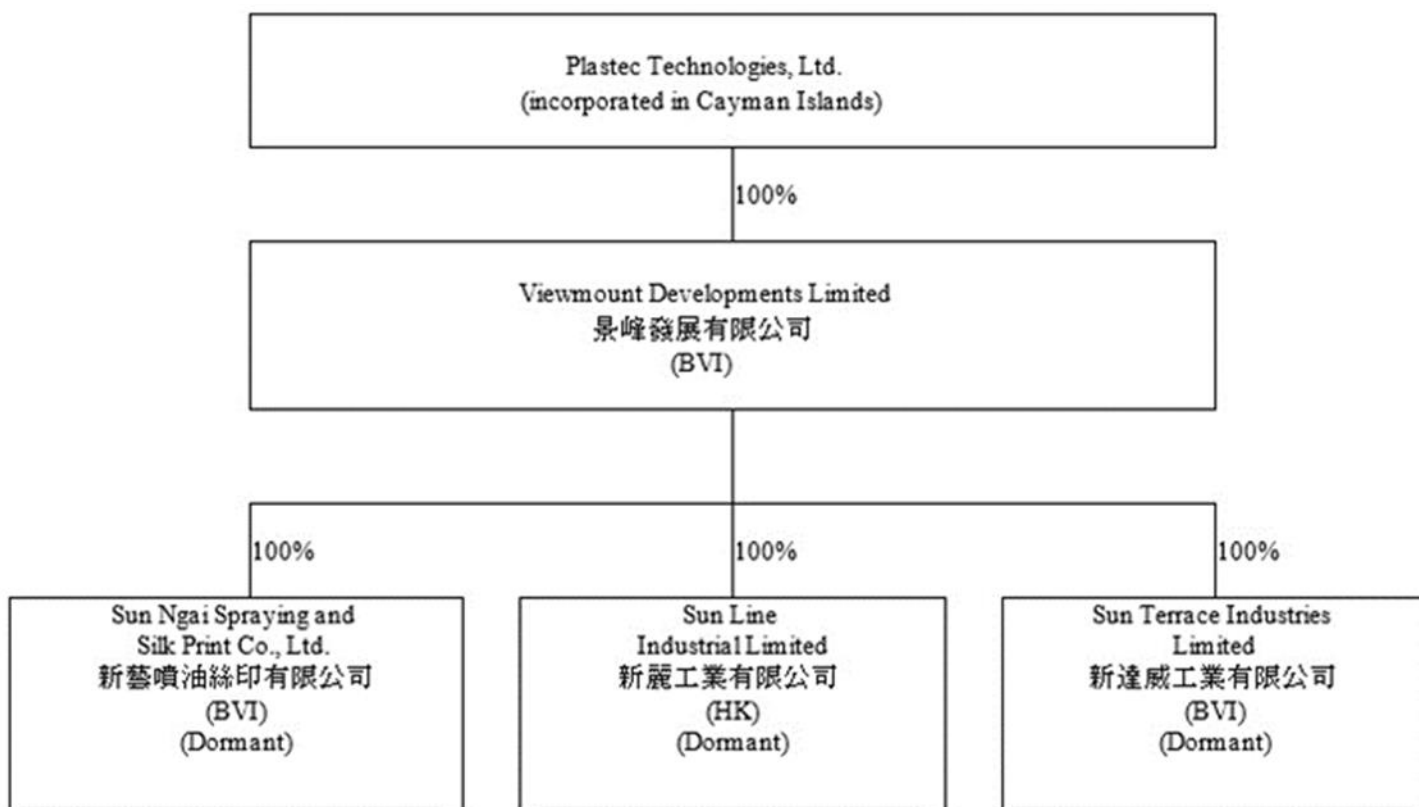 Plastec Technologies, Ltd.
(incorporated in Cayman Islands)
100%
Viewmount Developments Limited
景峰發展有限公司
(BVI)
100%
100%
100%
Sun Ngai Spraying and
Silk Print Co., Ltd.
新藝噴油絲印有限公司
(BVI)
(Dormant)
Sun Line
Industrial Limited
新麗工業有限公司
(HK)
(Dormant)
Sun Terrace Industries
Limited
新達威工業有限公司
(BVI)
(Dormant)